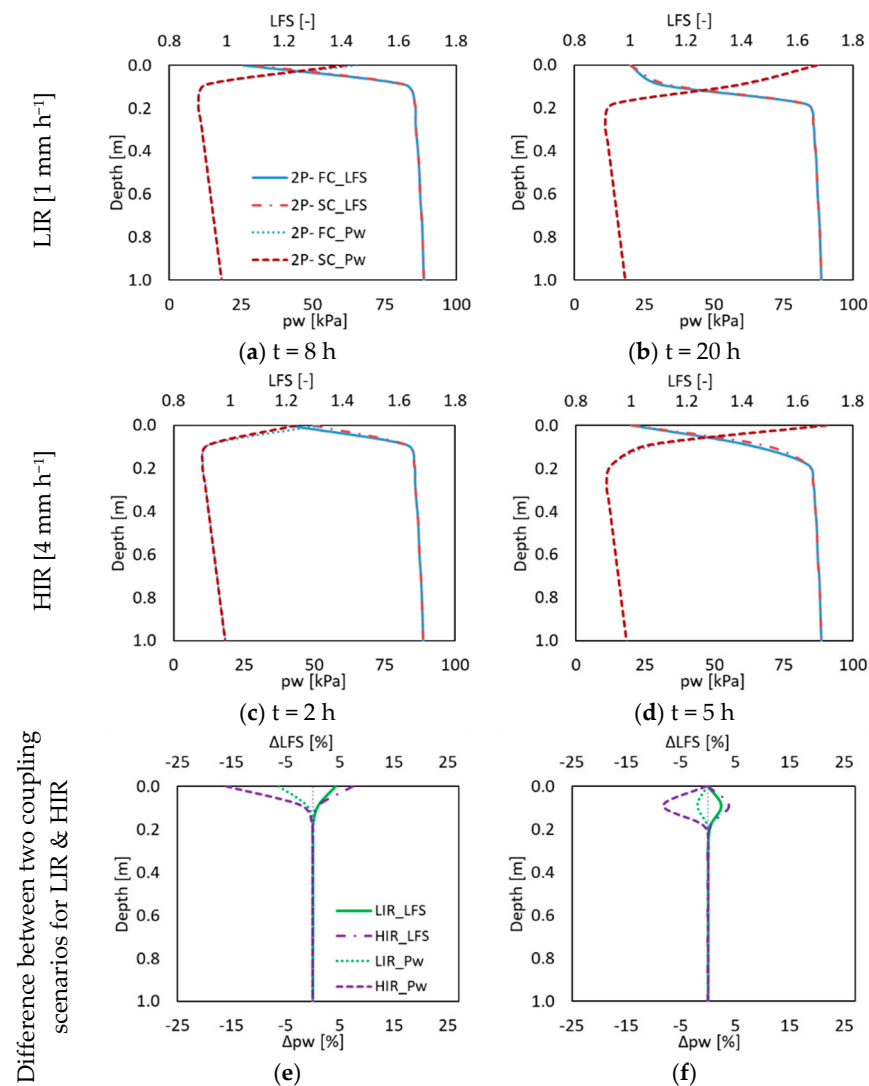 LFS [-]
0.8 1 1.2 1.4 1.6 1.8
0.0
0.2
0.4
0.6
0.8
1.0
Depth [m]
2P- FC_LFS
2P- SC_LFS
2P- FC_Pw
2P- SC_Pw
0 25 50 75 100
pw [kPa]
(a) t = 8 h
LFS [-]
0.8 1 1.2 1.4 1.6 1.8
0.0
0.2
0.4
0.6
0.8
1.0
Depth [m]
0 25 50 75 100
pw [kPa]
(b) t = 20 h
LIR [1 mm h⁻¹]
LFS [-]
0.8 1 1.2 1.4 1.6 1.8
0.0
0.2
0.4
0.6
0.8
1.0
Depth [m]
0 25 50 75 100
pw [kPa]
(c) t = 2 h
LFS [-]
0.8 1 1.2 1.4 1.6 1.8
0.0
0.2
0.4
0.6
0.8
1.0
Depth [m]
0 25 50 75 100
pw [kPa]
(d) t = 5 h
HIR [4 mm h⁻¹]
ΔLFS [%]
-25 -15 -5 5 15 25
0.0
0.2
0.4
0.6
0.8
1.0
Depth [m]
LIR_LFS
HIR_LFS
LIR_Pw
HIR_Pw
-25 -15 -5 5 15 25
Δpw [%]
(e)
ΔLFS [%]
-25 -15 -5 5 15 25
0.0
0.2
0.4
0.6
0.8
1.0
Depth [m]
-25 -15 -5 5 15 25
Δpw [%]
(f)
Difference between two coupling
scenarios for LIR & HIR